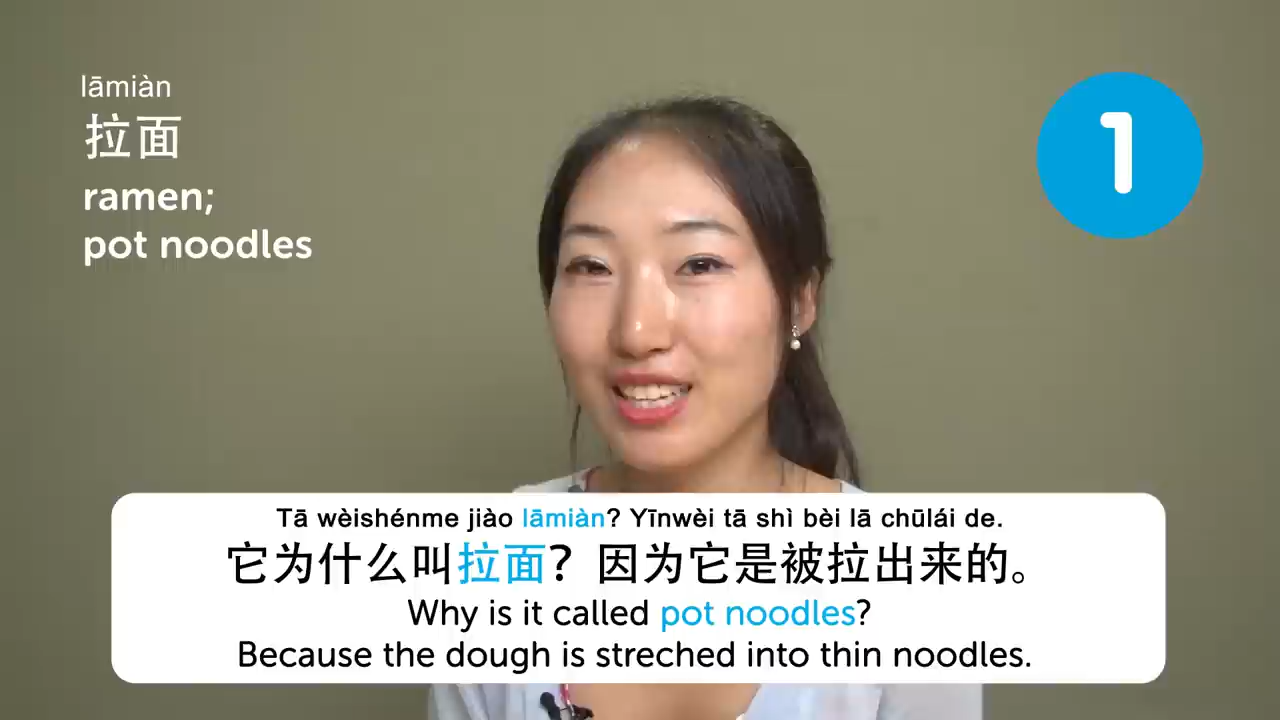 lāmiàn
拉面
ramen;
pot noodles
1
Tā wèishénme jiào lāmiàn? Yīnwèi tā shì bèi lā chūlái de.
它为什么叫拉面？因为它是被拉出来的。
Why is it called pot noodles?
Because the dough is streched into thin noodles.